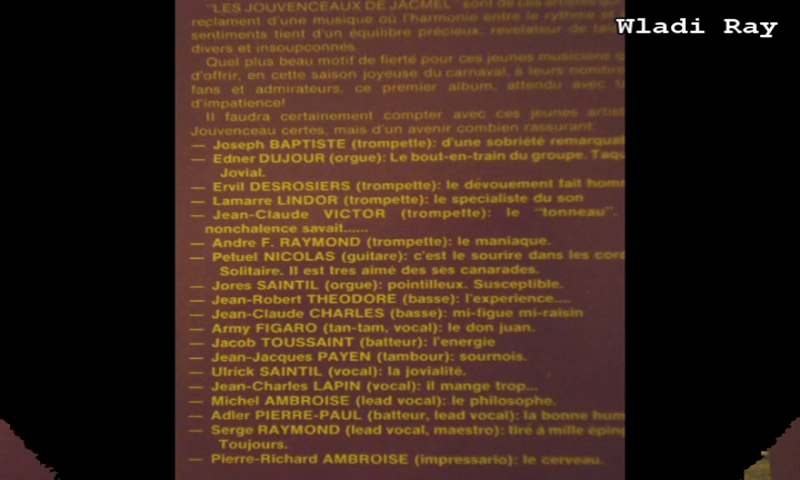 "LES JOUVENCEAUX DE JACMEL" sont de ces artistes qui
reclament d'une musique où l'harmonie entre le rythme et
sentiments tient d'un équilibre précieux, revelateur de
divers et insoupconnés
Quel plus beau motif de fierté pour ces jeunes musiciens
d'offrir, en cette saison joyeuse du carnaval, à leurs
fans et admirateurs, ce premier album, attendu avec
d'impatience!
Il faudra certainement compter avec ces jeunes
Jouvenceau certes, mais d'un avenir combien rassurant:
— Joseph BAPTISTE (trompette): d'une sobriété
— Edner DUJOUR (orgue): Le bout-en-train du groupe.
Jovial.
— Ervil DESROSIERS (trompette): le dévouement fait
— Lamarre LINDOR (trompette): le specialiste du son
— Jean-Claude VICTOR (trompette): le "tonneau".
nonchalence savait......
— Andre F. RAYMOND (trompette): le maniaque.
— Petuel NICOLAS (guitare): c'est le sourire dans les
Solitaire. Il est tres aimé des ses canarades.
— Jores SAINTIL (orgue): pointilleux. Susceptible.
— Jean-Robert THEODORE (basse): l'experience....
— Jean-Claude CHARLES (basse): mi-figue mi-raisin
— Army FIGARO (tan-tam, vocal): le don juan.
— Jacob TOUSSAINT (batteur): l'energie
— Jean-Jacques PAYEN (tambour): sournois.
— Ulrick SAINTIL (vocal): la jovialité.
— Jean-Charles LAPIN (vocal): il mange trop...
— Michel AMBROISE (lead vocal): le philosophe.
— Adler PIERRE-PAUL (batteur, lead vocal): la bonne
— Serge RAYMOND (lead vocal, maestro): tiré à mille
Toujours.
— Pierre-Richard AMBROISE (impressario): le cerveau.
Wladi Ray